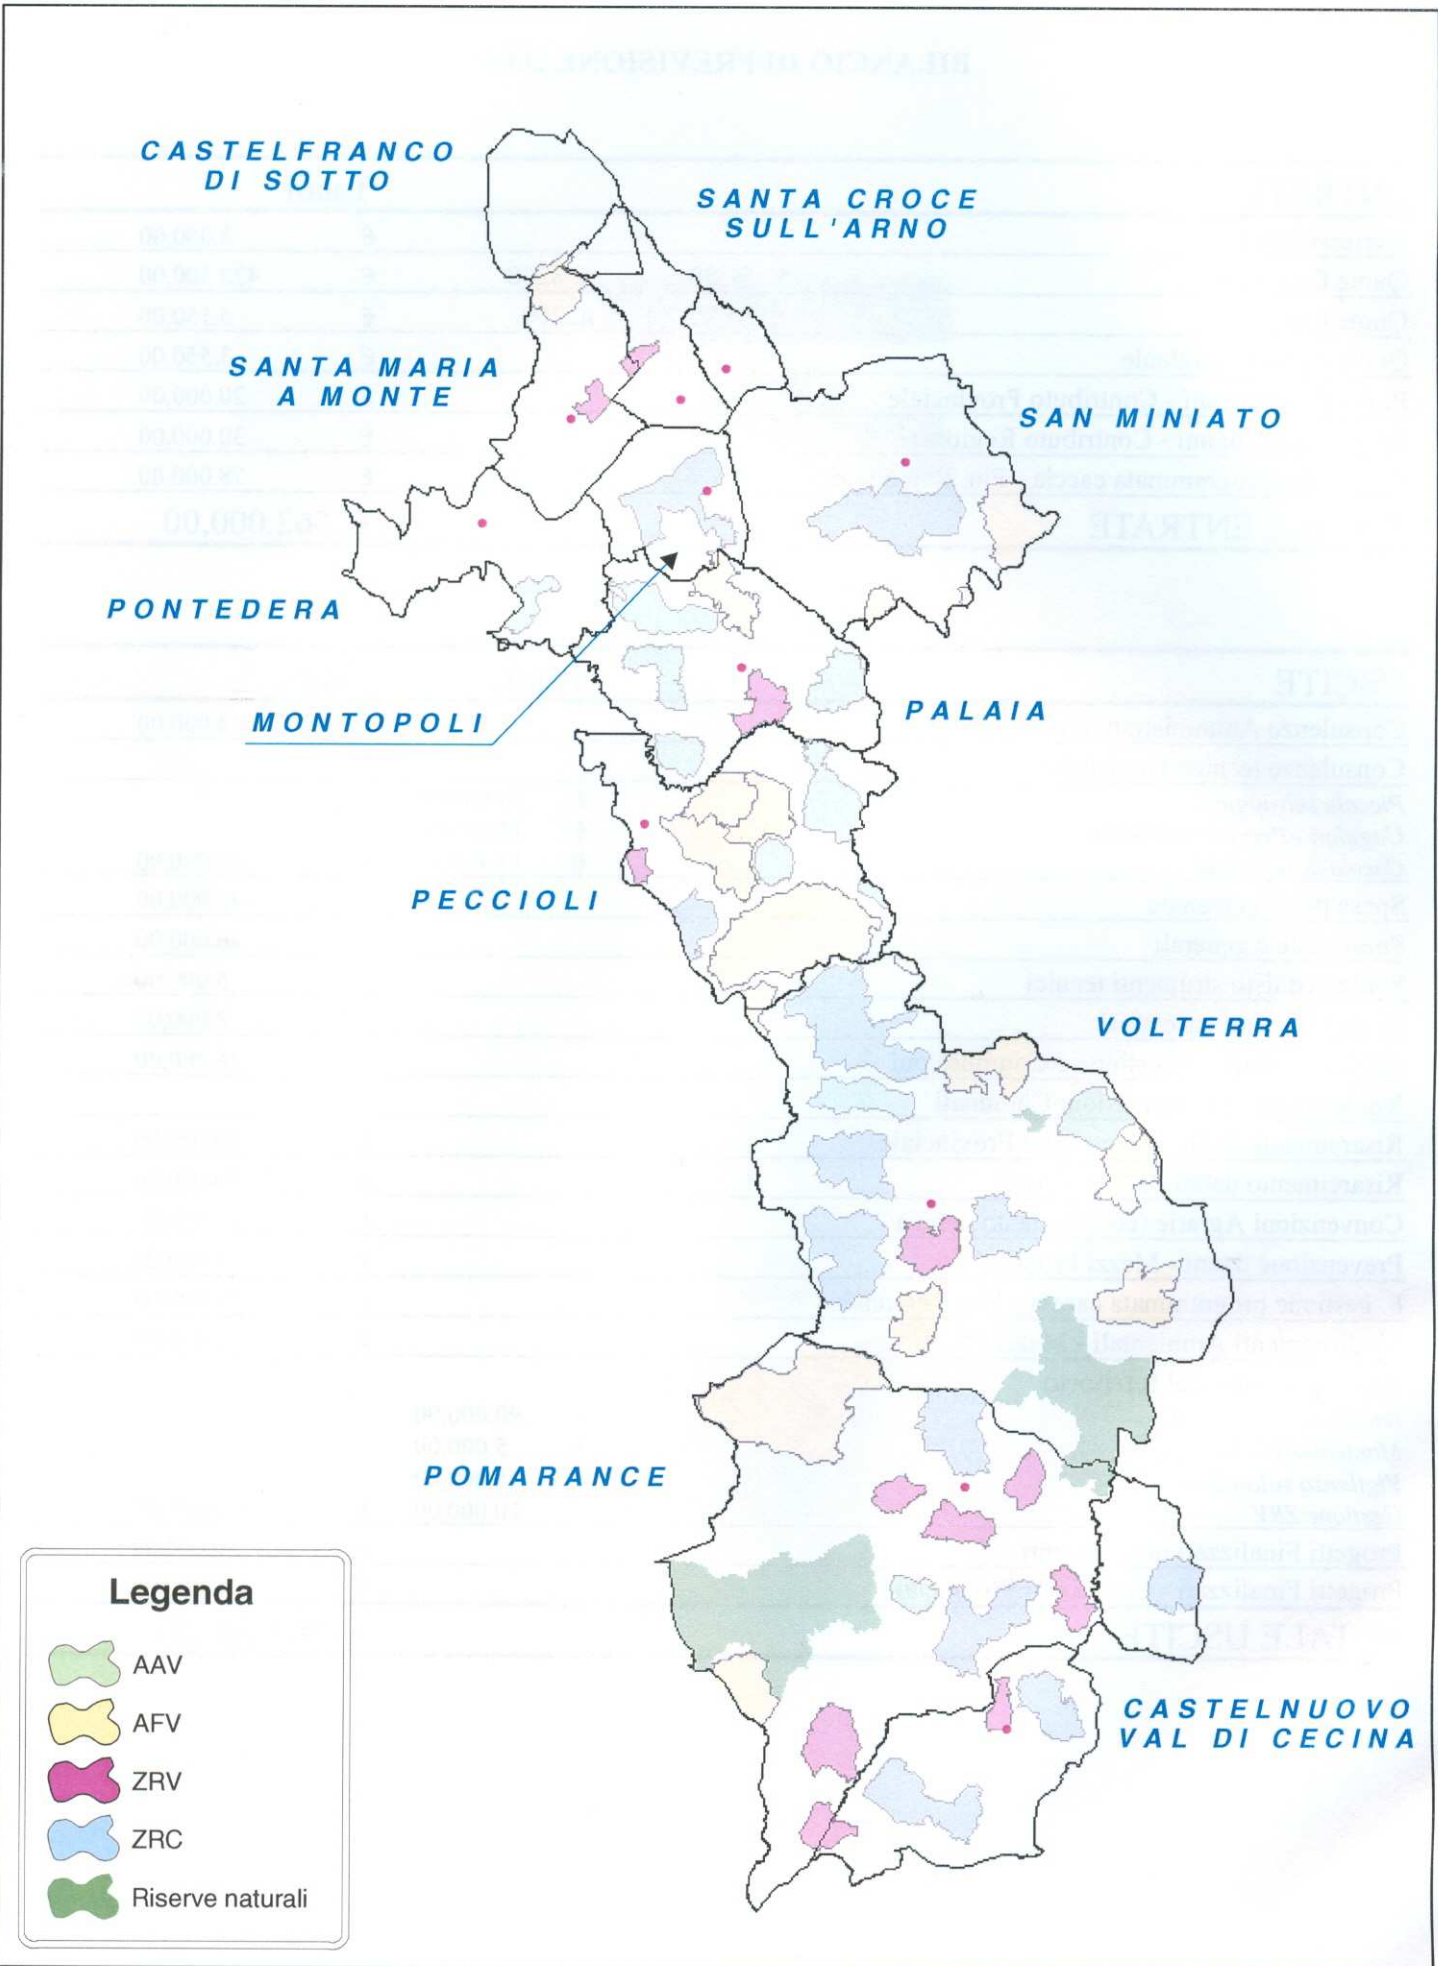 CASTELFRANCO
DI SOTTO
SANTA CROCE
SULL'ARNO
SANTA MARIA
A MONTE
SAN MINIATO
PONTEDERA
MONTOPOLI
PALAIA
PECCIOLI
VOLTERRA
POMARANCE
CASTELNUOVO
VAL DI CECINA
Legenda
AAV
AFV
ZRV
ZRC
Riserve naturali